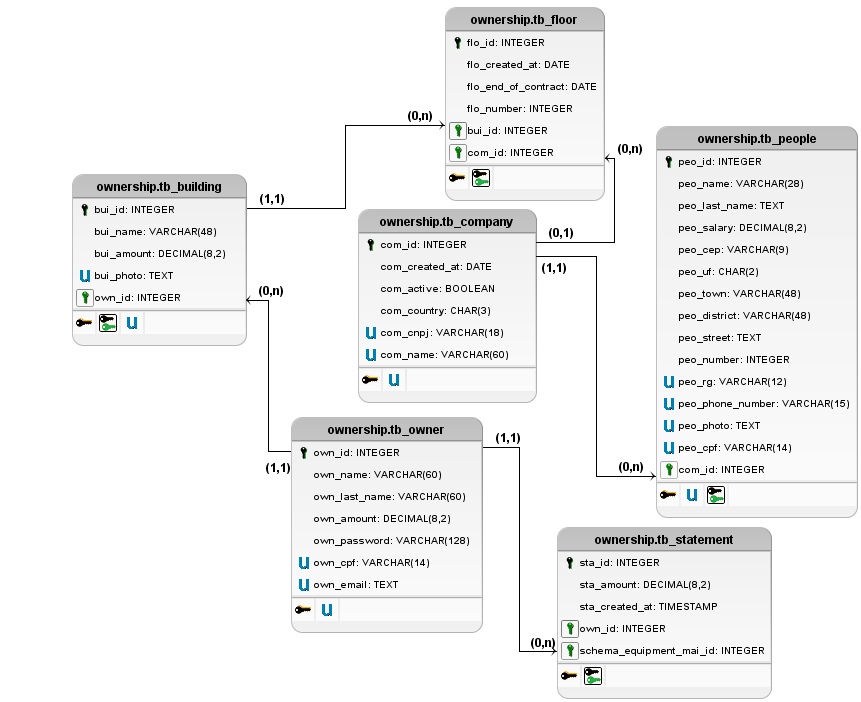 ownership.tb_floor
flo_id: INTEGER
flo_created_at: DATE
flo_end_of_contract: DATE
flo_number: INTEGER
bui_id: INTEGER
com_id: INTEGER
(0,n)
(0,n)
ownership.tb_people
peo_id: INTEGER
peo_name: VARCHAR(28)
peo_last_name: TEXT
peo_salary: DECIMAL(8,2)
peo_cep: VARCHAR(9)
peo_uf: CHAR(2)
peo_town: VARCHAR(48)
peo_district: VARCHAR(48)
peo_street: TEXT
peo_number: INTEGER
U peo_rg: VARCHAR(12)
U peo_phone_number: VARCHAR(15)
U peo_photo: TEXT
U peo_cpf: VARCHAR(14)
com_id: INTEGER
U
ownership.tb_building
bui_id: INTEGER
bui_name: VARCHAR(48)
bui_amount: DECIMAL(8,2)
U bui_photo: TEXT
own_id: INTEGER
U
(1,1)
(0,n)
ownership.tb_company
com_id: INTEGER
com_created_at: DATE
com_active: BOOLEAN
com_country: CHAR(3)
U com_cnpj: VARCHAR(18)
U com_name: VARCHAR(60)
U
(0,1)
(1,1)
(0,n)
ownership.tb_owner
own_id: INTEGER
own_name: VARCHAR(60)
own_last_name: VARCHAR(60)
own_amount: DECIMAL(8,2)
own_password: VARCHAR(128)
U own_cpf: VARCHAR(14)
U own_email: TEXT
U
(1,1)
(1,1)
(0,n)
ownership.tb_statement
sta_id: INTEGER
sta_amount: DECIMAL(8,2)
sta_created_at: TIMESTAMP
own_id: INTEGER
schema_equipment_mai_id: INTEGER